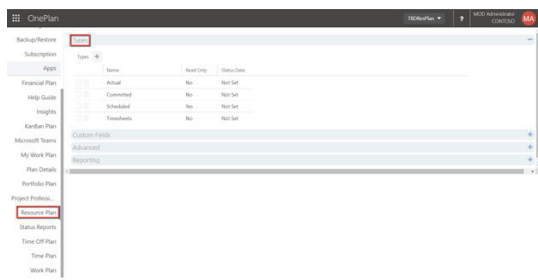 OnePlan
TBDResPlan
?
MOD Administrator
CONTOSO
MA
Backup/Restore
Subscription
Apps
Financial Plan
Help Guide
Insights
KanBan Plan
Microsoft Teams
My Work Plan
Plan Details
Portfolio Plan
Project Professi...
Resource Plan
Status Reports
Time Off Plan
Time Plan
Work Plan
Types
Types +
Name Read Only Status Date
Actual No Not Set
Committed No Not Set
Scheduled Yes Not Set
Timesheets No Not Set
Custom Fields
Advanced
Reporting